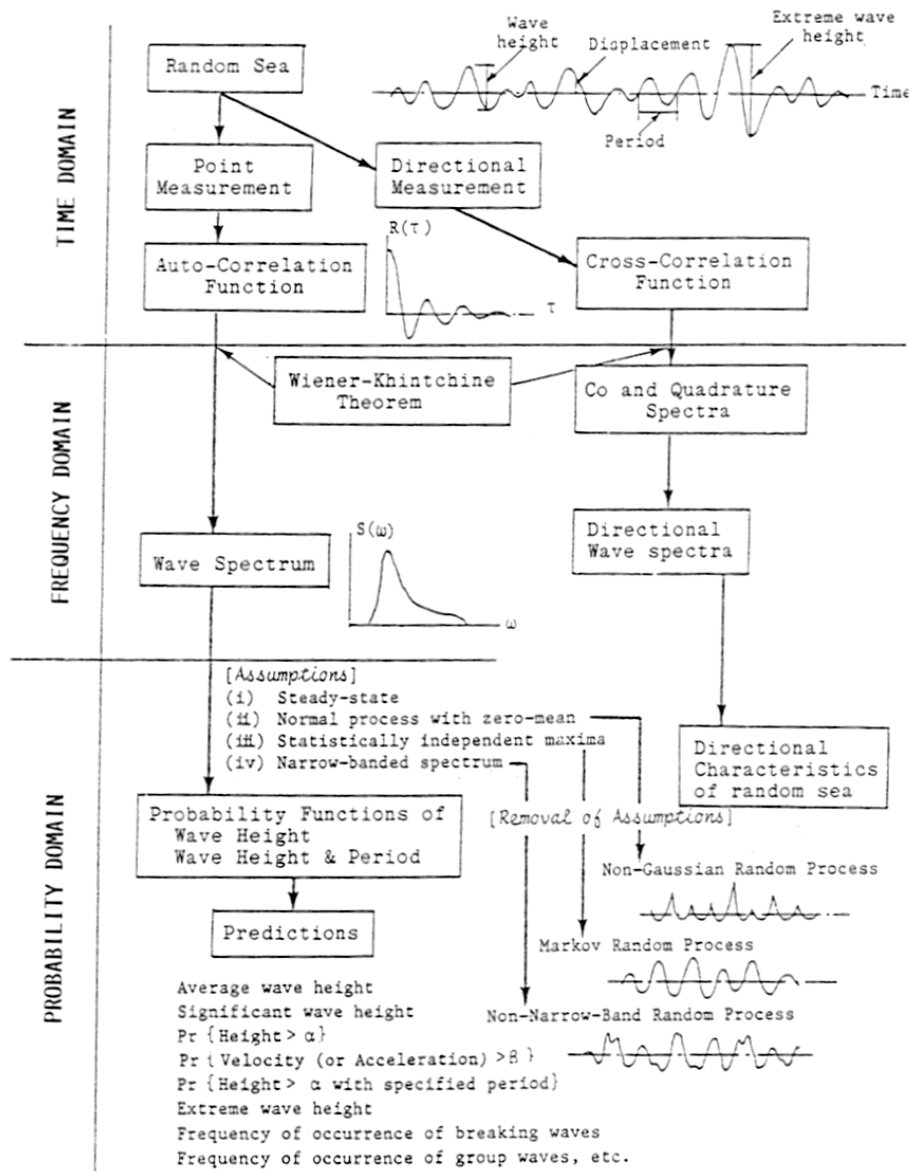 Random Sea
Wave
height
Displacement
Extreme wave
height
Time
Period
TIME DOMAIN
Point
Measurement
Directional
Measurement
Auto-Correlation
Function
R(τ)
τ
Cross-Correlation
Function
Wiener-Khintchine
Theorem
Co and Quadrature
Spectra
FREQUENCY DOMAIN
Wave Spectrum
S(ω)
ω
Directional
Wave spectra
[Assumptions]
(i) Steady-state
(ii) Normal process with zero-mean
(iii) Statistically independent maxima
(iv) Narrow-banded spectrum
Directional
Characteristics
of random sea
PROBABILITY DOMAIN
Probability Functions of
Wave Height
Wave Height & Period
[Removal of Assumptions]
Non-Gaussian Random Process
Predictions
Markov Random Process
Average wave height
Significant wave height
Non-Narrow-Band Random Process
Pr {Height > α}
Pr { Velocity (or Acceleration) > β }
Pr {Height > α with specified period}
Extreme wave height
Frequency of occurrence of breaking waves
Frequency of occurrence of group waves, etc.